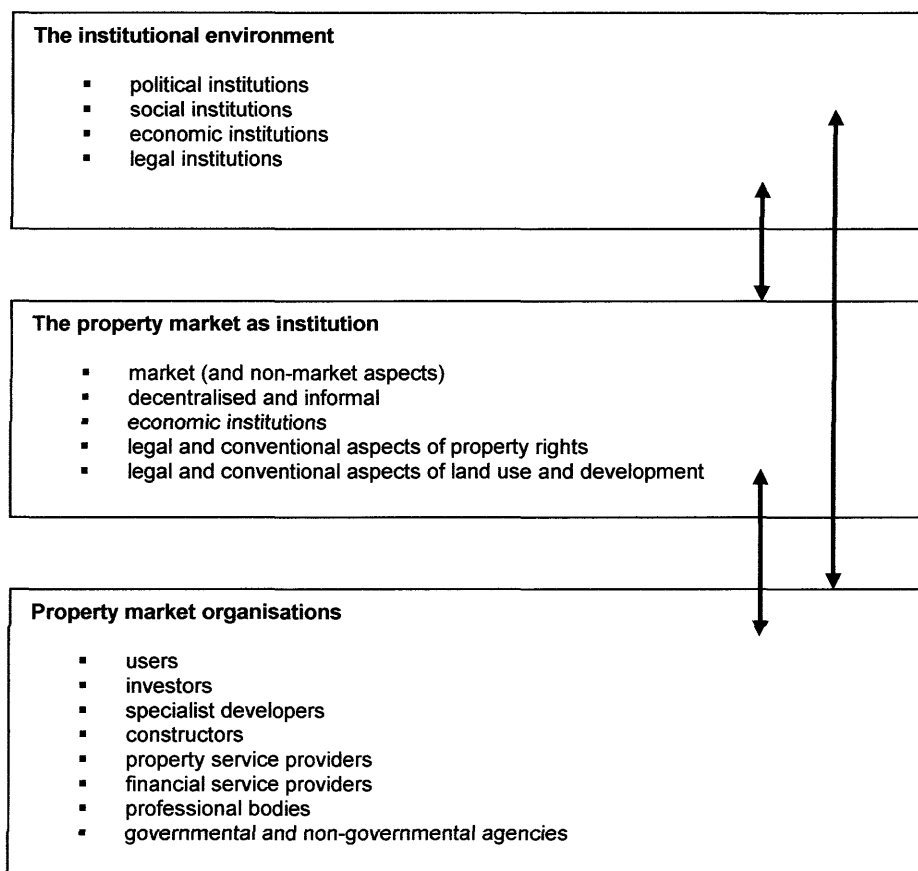 The institutional environment
▪ political institutions
▪ social institutions
▪ economic institutions
▪ legal institutions
The property market as institution
▪ market (and non-market aspects)
▪ decentralised and informal
▪ economic institutions
▪ legal and conventional aspects of property rights
▪ legal and conventional aspects of land use and development
Property market organisations
▪ users
▪ investors
▪ specialist developers
▪ constructors
▪ property service providers
▪ financial service providers
▪ professional bodies
▪ governmental and non-governmental agencies